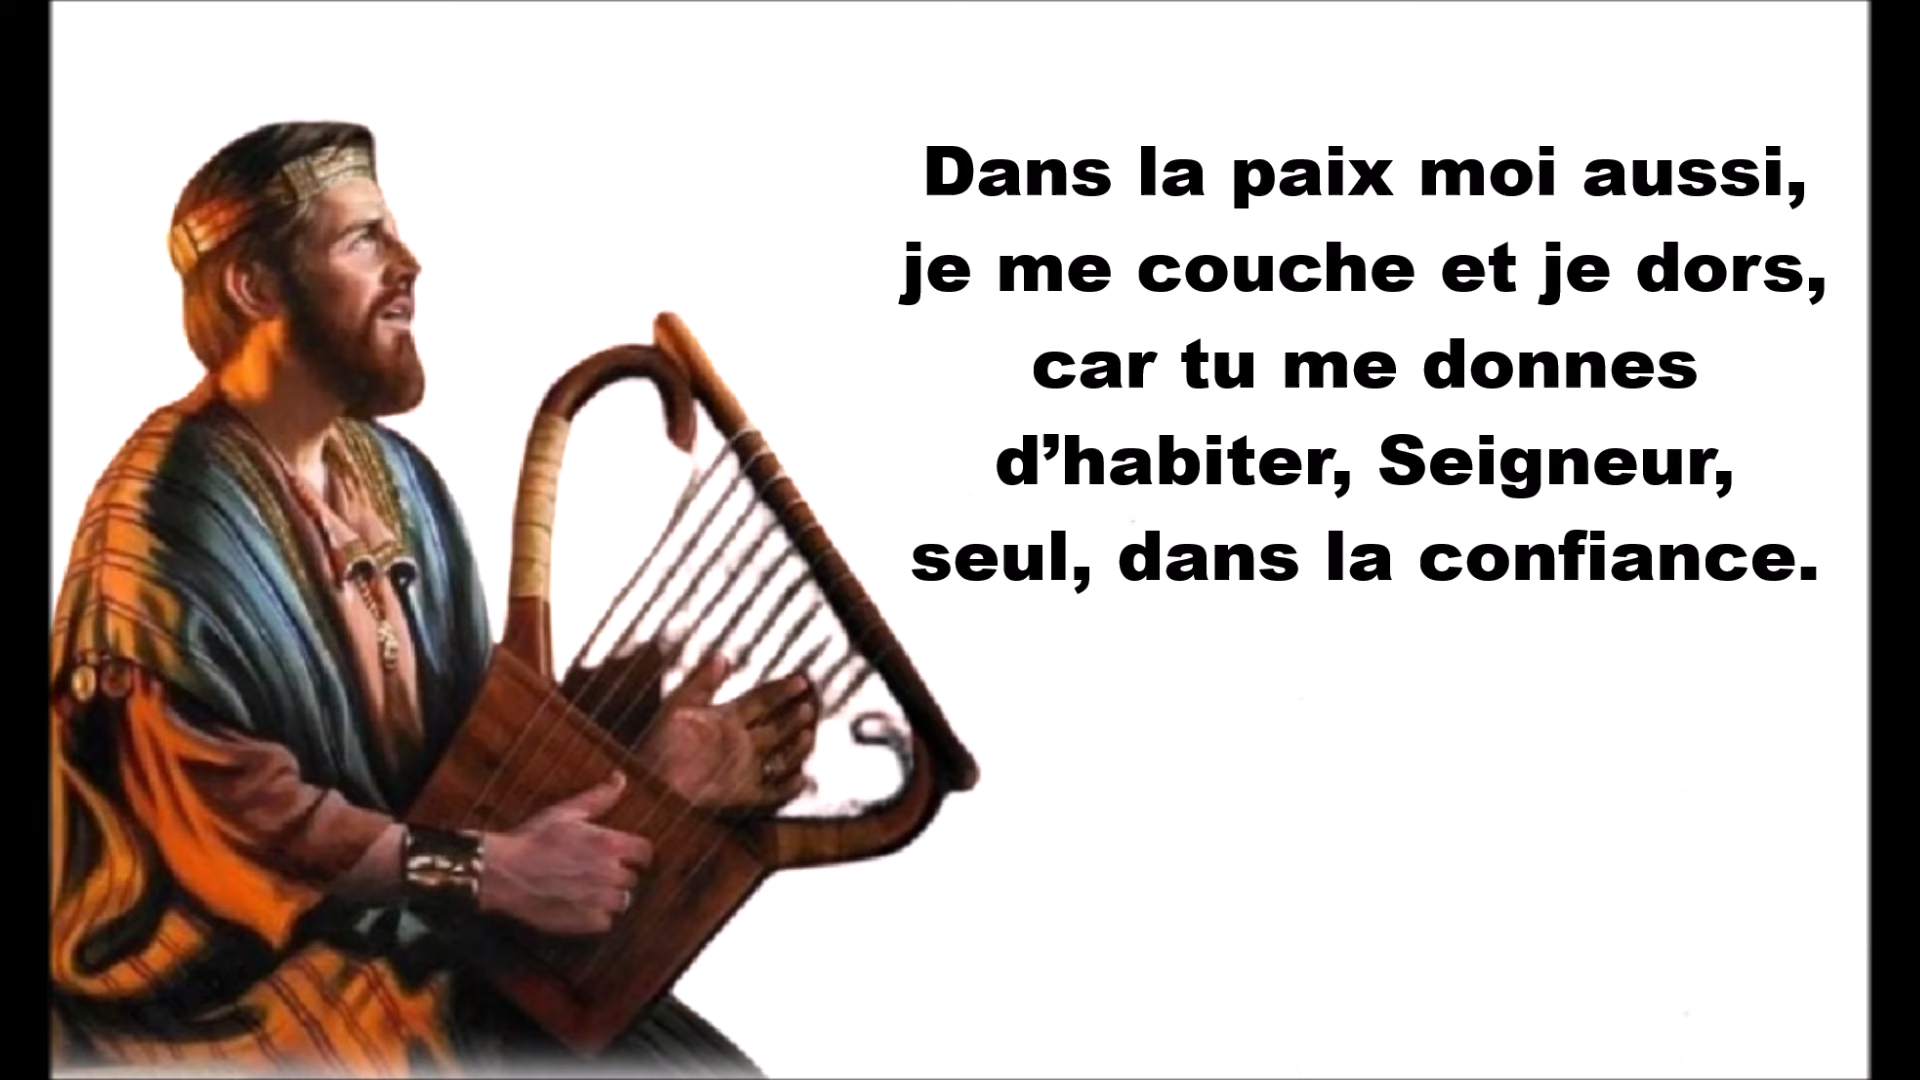 Dans la paix moi aussi,
je me couche et je dors,
car tu me donnes
d’habiter, Seigneur,
seul, dans la confiance.